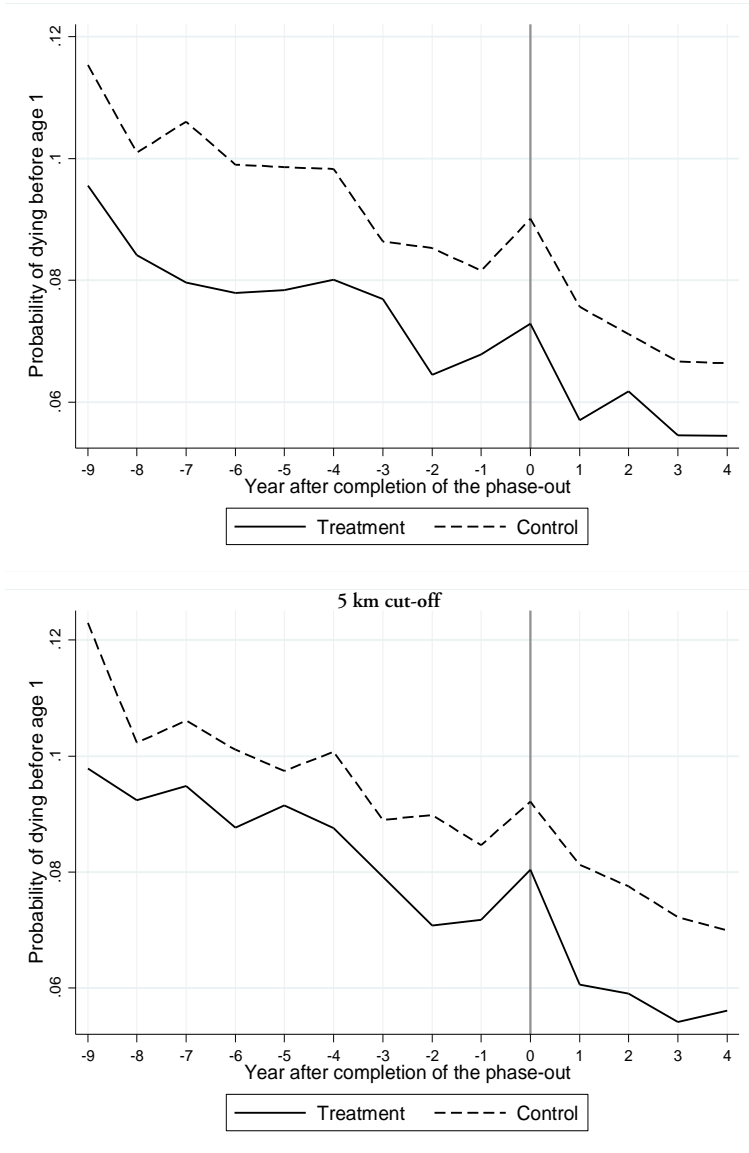 Probability of dying before age 1
.12
.1
.08
.06
-9 -8 -7 -6 -5 -4 -3 -2 -1 0 1 2 3 4
Year after completion of the phase-out
Treatment Control
5 km cut-off
Probability of dying before age 1
.12
.1
.08
.06
-9 -8 -7 -6 -5 -4 -3 -2 -1 0 1 2 3 4
Year after completion of the phase-out
Treatment Control